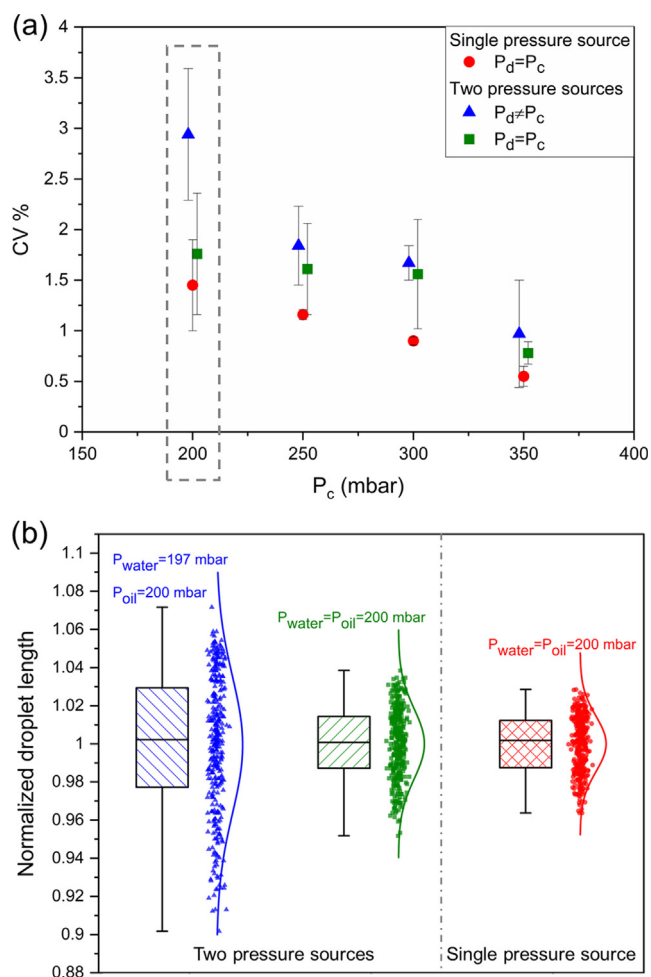 (a)
4
3.5
3
2.5
2
1.5
1
0.5
0
CV %
150
200
250
300
350
400
Pc (mbar)
Single pressure source
Pd=Pc
Two pressure sources
Pd≠Pc
Pd=Pc
(b)
1.1
1.08
1.06
1.04
1.02
1
0.98
0.96
0.94
0.92
0.9
0.88
Normalized droplet length
Pwater=197 mbar
Poil=200 mbar
Pwater=Poil=200 mbar
Pwater=Poil=200 mbar
Two pressure sources
Single pressure source